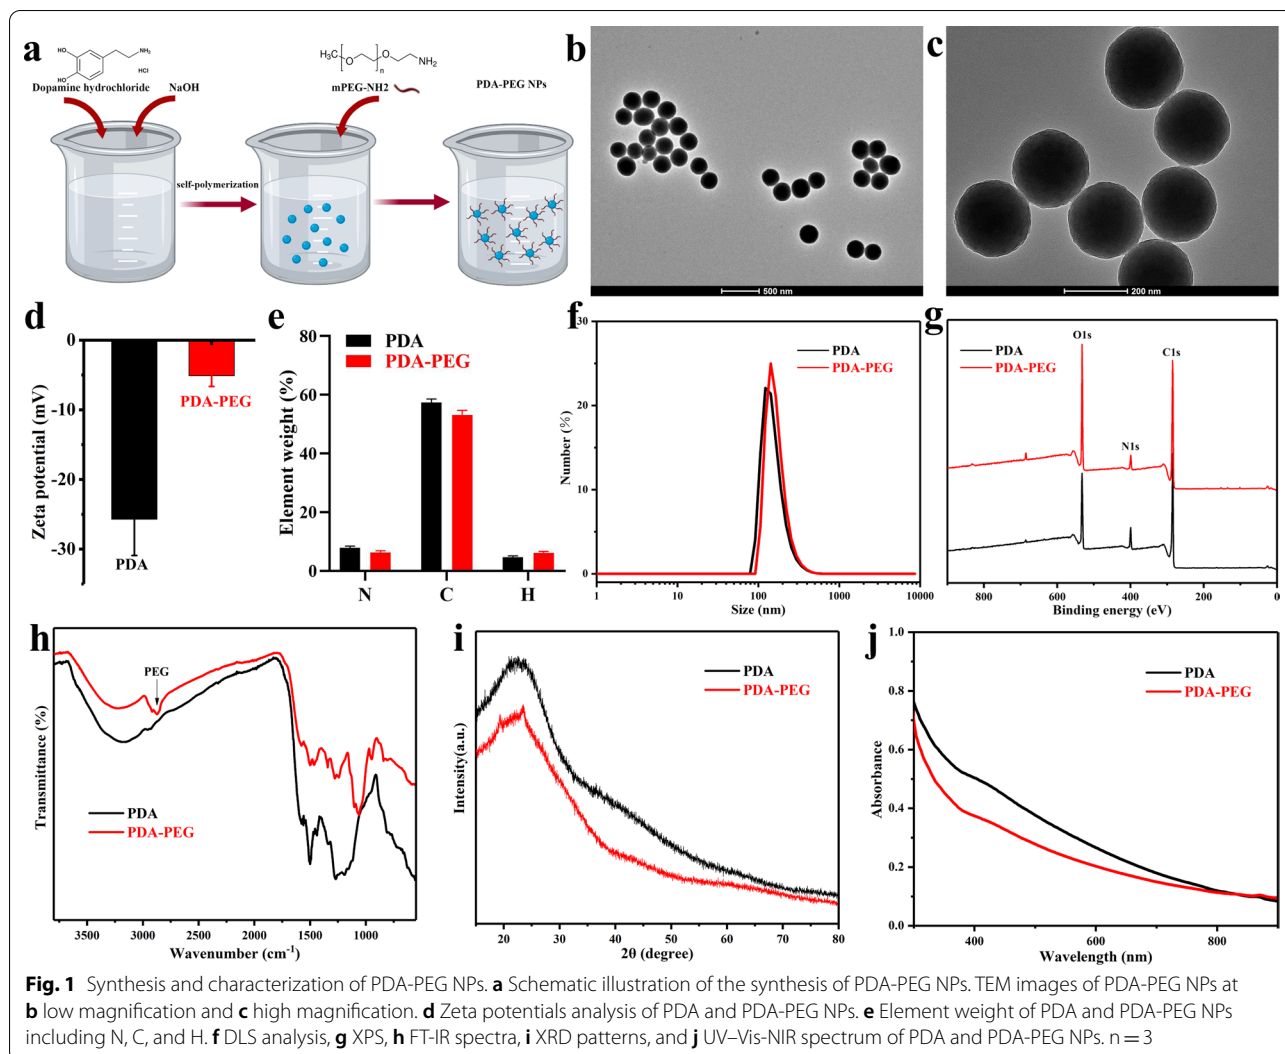 a
HO
HO
NH2
HCl
Dopamine hydrochloride
NaOH
self-polymerization
H3C
O
n
O
NH2
mPEG-NH2
PDA-PEG NPs
b
500 nm
c
200 nm
d
Zeta potential (mV)
0
-10
-20
-30
PDA
PDA-PEG
e
Element weight (%)
80
60
40
20
0
PDA
PDA-PEG
N C H
f
Number (%)
30
20
10
0
PDA
PDA-PEG
1 10 100 1000 10000
Size (nm)
g
O1s
C1s
N1s
PDA
PDA-PEG
800 600 400 200 0
Binding energy (eV)
h
Transmittance (%)
PEG
PDA
PDA-PEG
3500 3000 2500 2000 1500 1000
Wavenumber (cm-1)
i
Intensity(a.u.)
PDA
PDA-PEG
20 30 40 50 60 70 80
2θ (degree)
j
Absorbance
1.0
0.8
0.6
0.4
0.2
0.0
PDA
PDA-PEG
400 600 800
Wavelength (nm)
Fig. 1 Synthesis and characterization of PDA-PEG NPs. a Schematic illustration of the synthesis of PDA-PEG NPs. TEM images of PDA-PEG NPs at
b low magnification and c high magnification. d Zeta potentials analysis of PDA and PDA-PEG NPs. e Element weight of PDA and PDA-PEG NPs
including N, C, and H. f DLS analysis, g XPS, h FT-IR spectra, i XRD patterns, and j UV–Vis-NIR spectrum of PDA and PDA-PEG NPs. n = 3